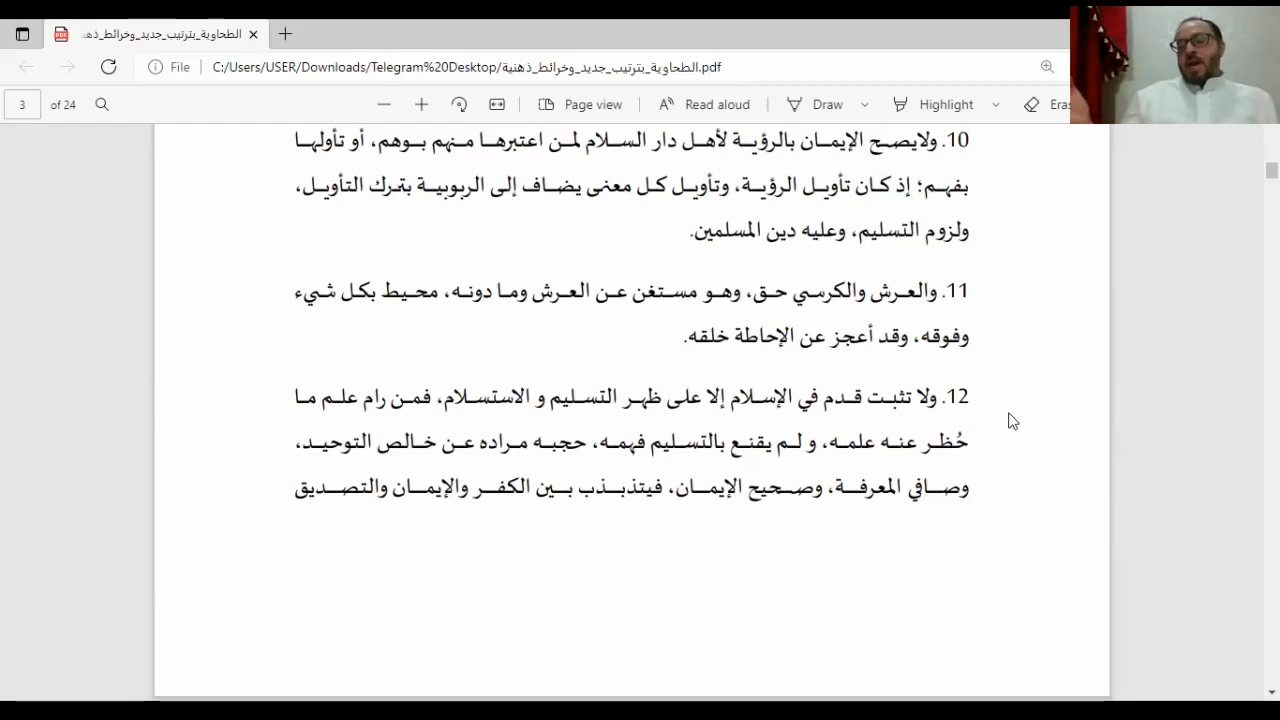 الطحاوية_بترتيب_جديد_وخرائط_ذه
File C:/Users/USER/Downloads/Telegram%20Desktop/الطحاوية_بترتيب_جديد_وخرائط_ذهنية.pdf
3 of 24 Page view Read aloud Draw Highlight Eras
10. ولايصح الإيمان بالرؤية لأهل دار السلام لمن اعتبرها منهم بوهم، أو تأولها
بفهم؛ إذ كان تأويل الرؤية، وتأويل كل معنى يضاف إلى الربوبية بترك التأويل،
ولزوم التسليم، وعليه دين المسلمين.
11. والعرش والكرسي حق، وهو مستغن عن العرش وما دونه، محيط بكل شيء
وفوقه، وقد أعجز عن الإحاطة خلقه.
12. ولا تثبت قدم في الإسلام إلا على ظهر التسليم و الاستسلام، فمن رام علم ما
حُظر عنه علمه، و لم يقنع بالتسليم فهمه، حجبه مراده عن خالص التوحيد،
وصافي المعرفة، وصحيح الإيمان، فيتذبذب بين الكفر والإيمان والتصديق